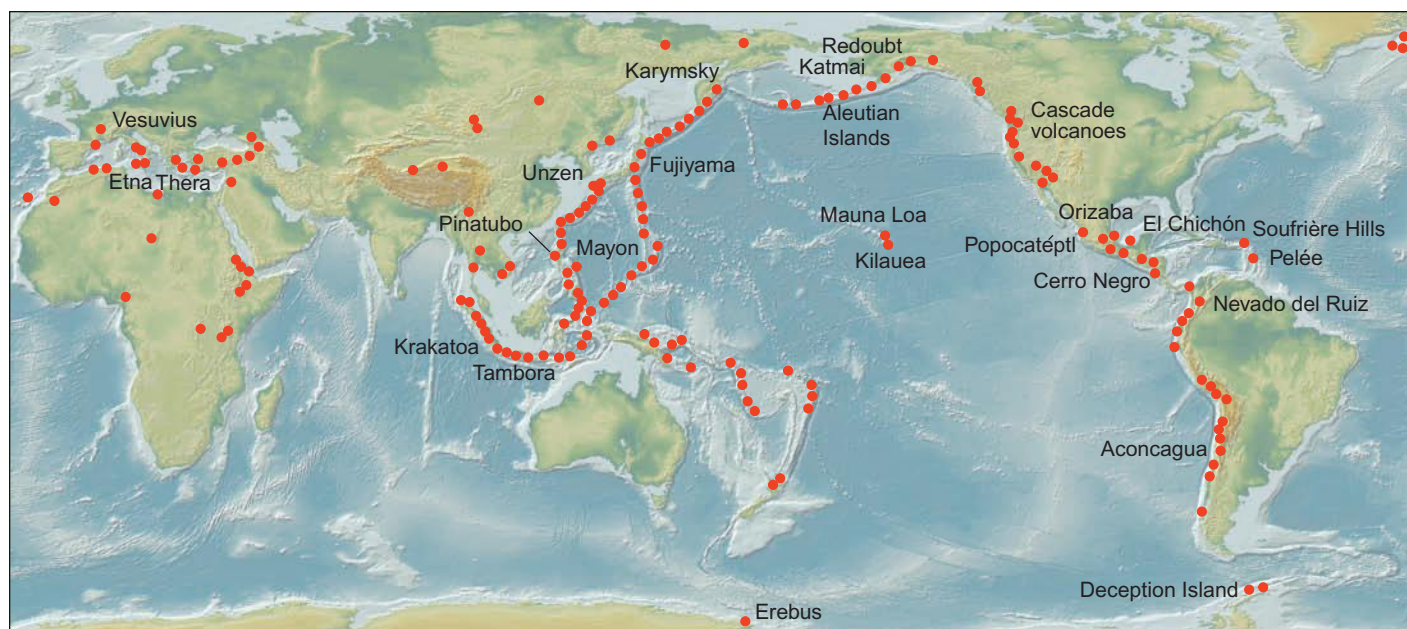 Redoubt
Katmai
Karymsky
Vesuvius
Aleutian
Islands
Cascade
volcanoes
Fujiyama
Unzen
Etna
Thera
Pinatubo
Mayon
Mauna Loa
Kilauea
Orizaba
El Chichón
Soufrière Hills
Popocatéptl
Pelée
Cerro Negro
Nevado del Ruiz
Krakatoa
Tambora
Aconcagua
Deception Island
Erebus